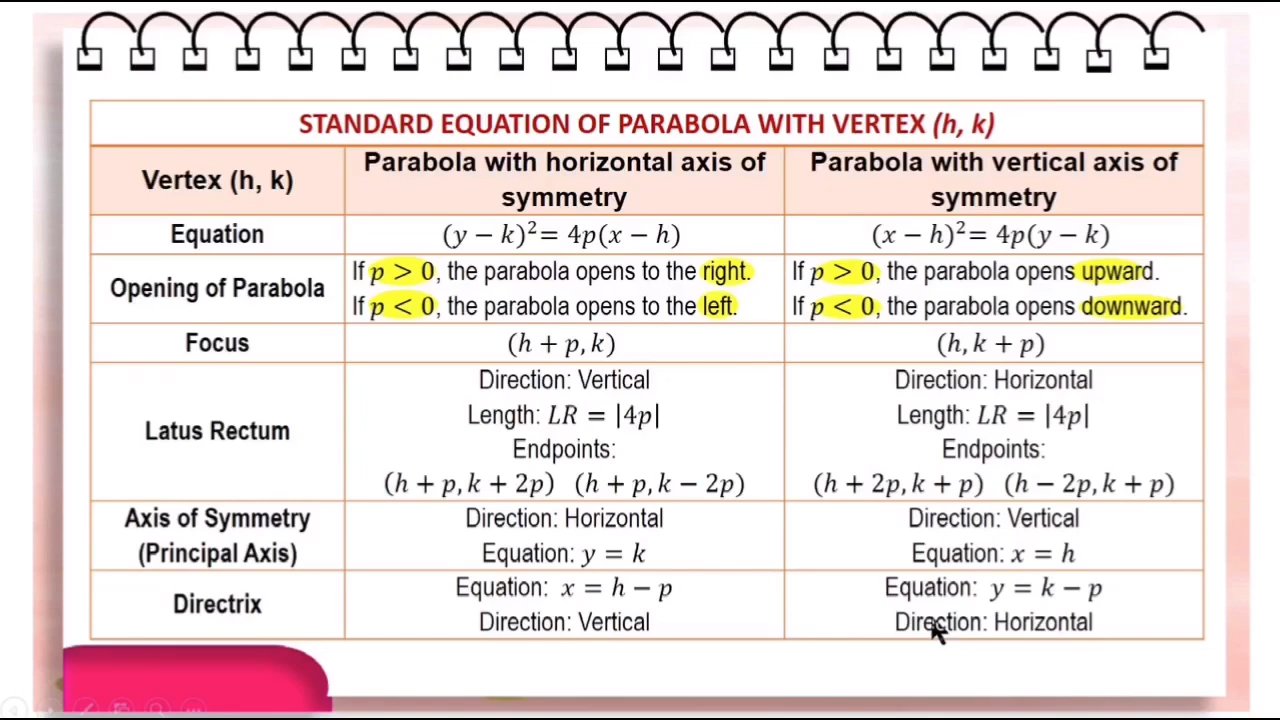 STANDARD EQUATION OF PARABOLA WITH VERTEX (h, k)
Vertex (h, k)
Parabola with horizontal axis of
symmetry
Parabola with vertical axis of
symmetry
Equation
(y − k)²= 4p(x − h)
(x − h)²= 4p(y − k)
Opening of Parabola
If p > 0, the parabola opens to the right.
If p < 0, the parabola opens to the left.
If p > 0, the parabola opens upward.
If p < 0, the parabola opens downward.
Focus
(h + p, k)
(h, k + p)
Latus Rectum
Direction: Vertical
Length: LR = |4p|
Endpoints:
(h + p, k + 2p) (h + p, k − 2p)
Direction: Horizontal
Length: LR = |4p|
Endpoints:
(h + 2p, k + p) (h − 2p, k + p)
Axis of Symmetry
(Principal Axis)
Direction: Horizontal
Equation: y = k
Direction: Vertical
Equation: x = h
Directrix
Equation: x = h − p
Direction: Vertical
Equation: y = k − p
Direction: Horizontal